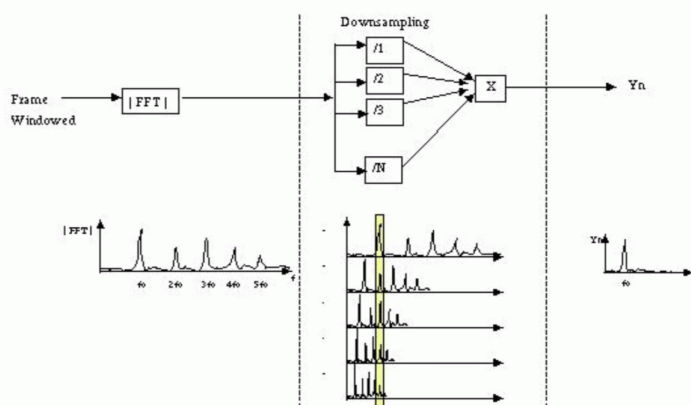 Downsampling
/1
/2
/3
/N
Frame
Windowed
|FFT|
X
Yn
|FFT|
fo 2fo 3fo 4fo 5fo f
Yn
fo